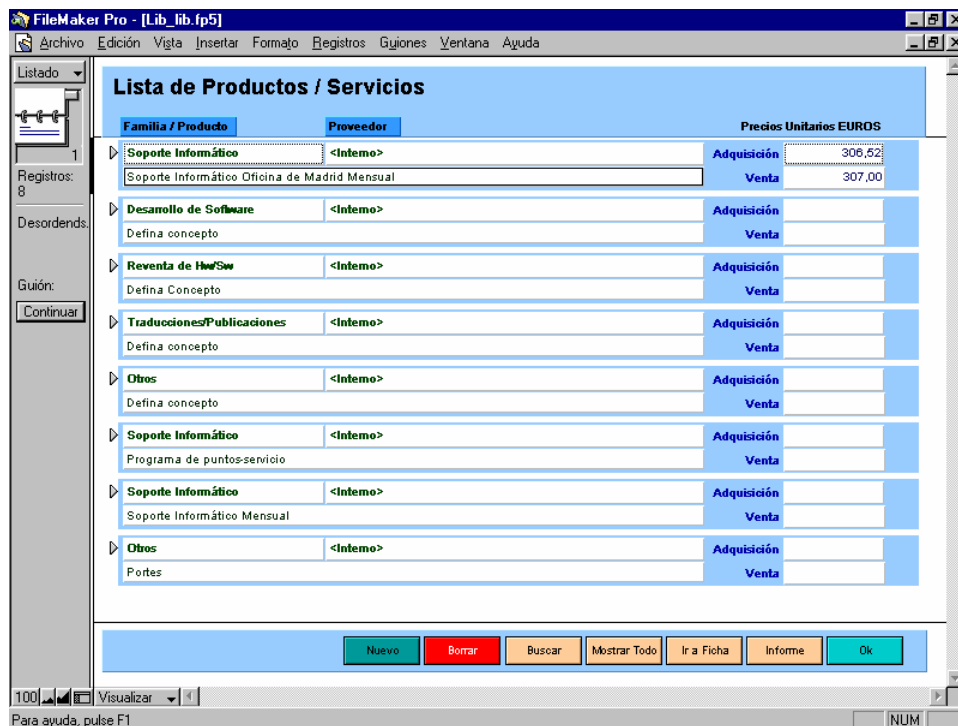 FileMaker Pro - [Lib_lib.fp5]
Archivo Edición Vista Insertar Formato Registros Guiones Ventana Ayuda
Listado
1
Registros:
8
Desordends.
Guión:
Continuar
Lista de Productos / Servicios
Familia / Producto Proveedor Precios Unitarios EUROS
Soporte Informático <Interno> Adquisición 306,52
Soporte Informático Oficina de Madrid Mensual Venta 307,00
Desarrollo de Software <Interno> Adquisición
Defina concepto Venta
Reventa de Hw/Sw <Interno> Adquisición
Defina Concepto Venta
Traducciones/Publicaciones <Interno> Adquisición
Defina concepto Venta
Otros <Interno> Adquisición
Defina concepto Venta
Soporte Informático <Interno> Adquisición
Programa de puntos-servicio Venta
Soporte Informático <Interno> Adquisición
Soporte Informático Mensual Venta
Otros <Interno> Adquisición
Portes Venta
Nuevo Borrar Buscar Mostrar Todo Ir a Ficha Informe Ok
100 Visualizar
Para ayuda, pulse F1 NUM